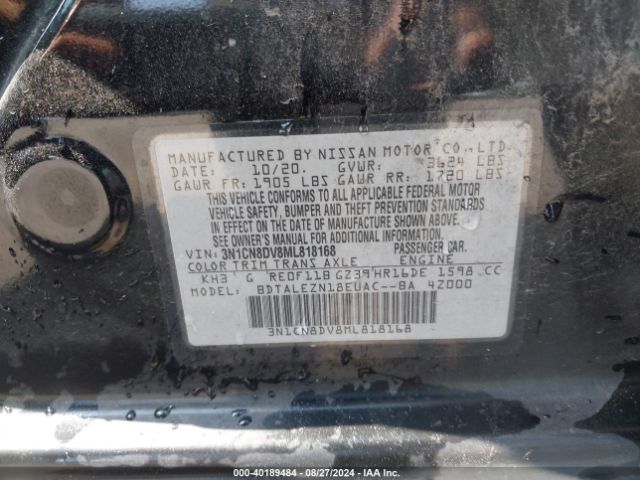 MANUFACTURED BY NISSAN MOTOR CO., LTD.
DATE: 10/20. GVWR: 3624 LBS
GAWR FR: 1905 LBS GAWR RR: 1720 LBS
THIS VEHICLE CONFORMS TO ALL APPLICABLE FEDERAL MOTOR
VEHICLE SAFETY, BUMPER AND THEFT PREVENTION STANDARDS
IN EFFECT ON THE DATE OF MANUFACTURE SHOWN ABOVE.
SEE OWNER'S MANUAL FOR ADDITIONAL INFORMATION.
VIN: 3N1CN8DV8ML818168 PASSENGER CAR.
COLOR TRIM TRANS AXLE ENGINE
KH3 G RE0F11B GZ39 HR16DE 1598 CC
MODEL: BDTALEZN18EUAC--BA 4Z000
3N1CN8DV8ML818168
000-40189484 - 08/27/2024 - IAA Inc.